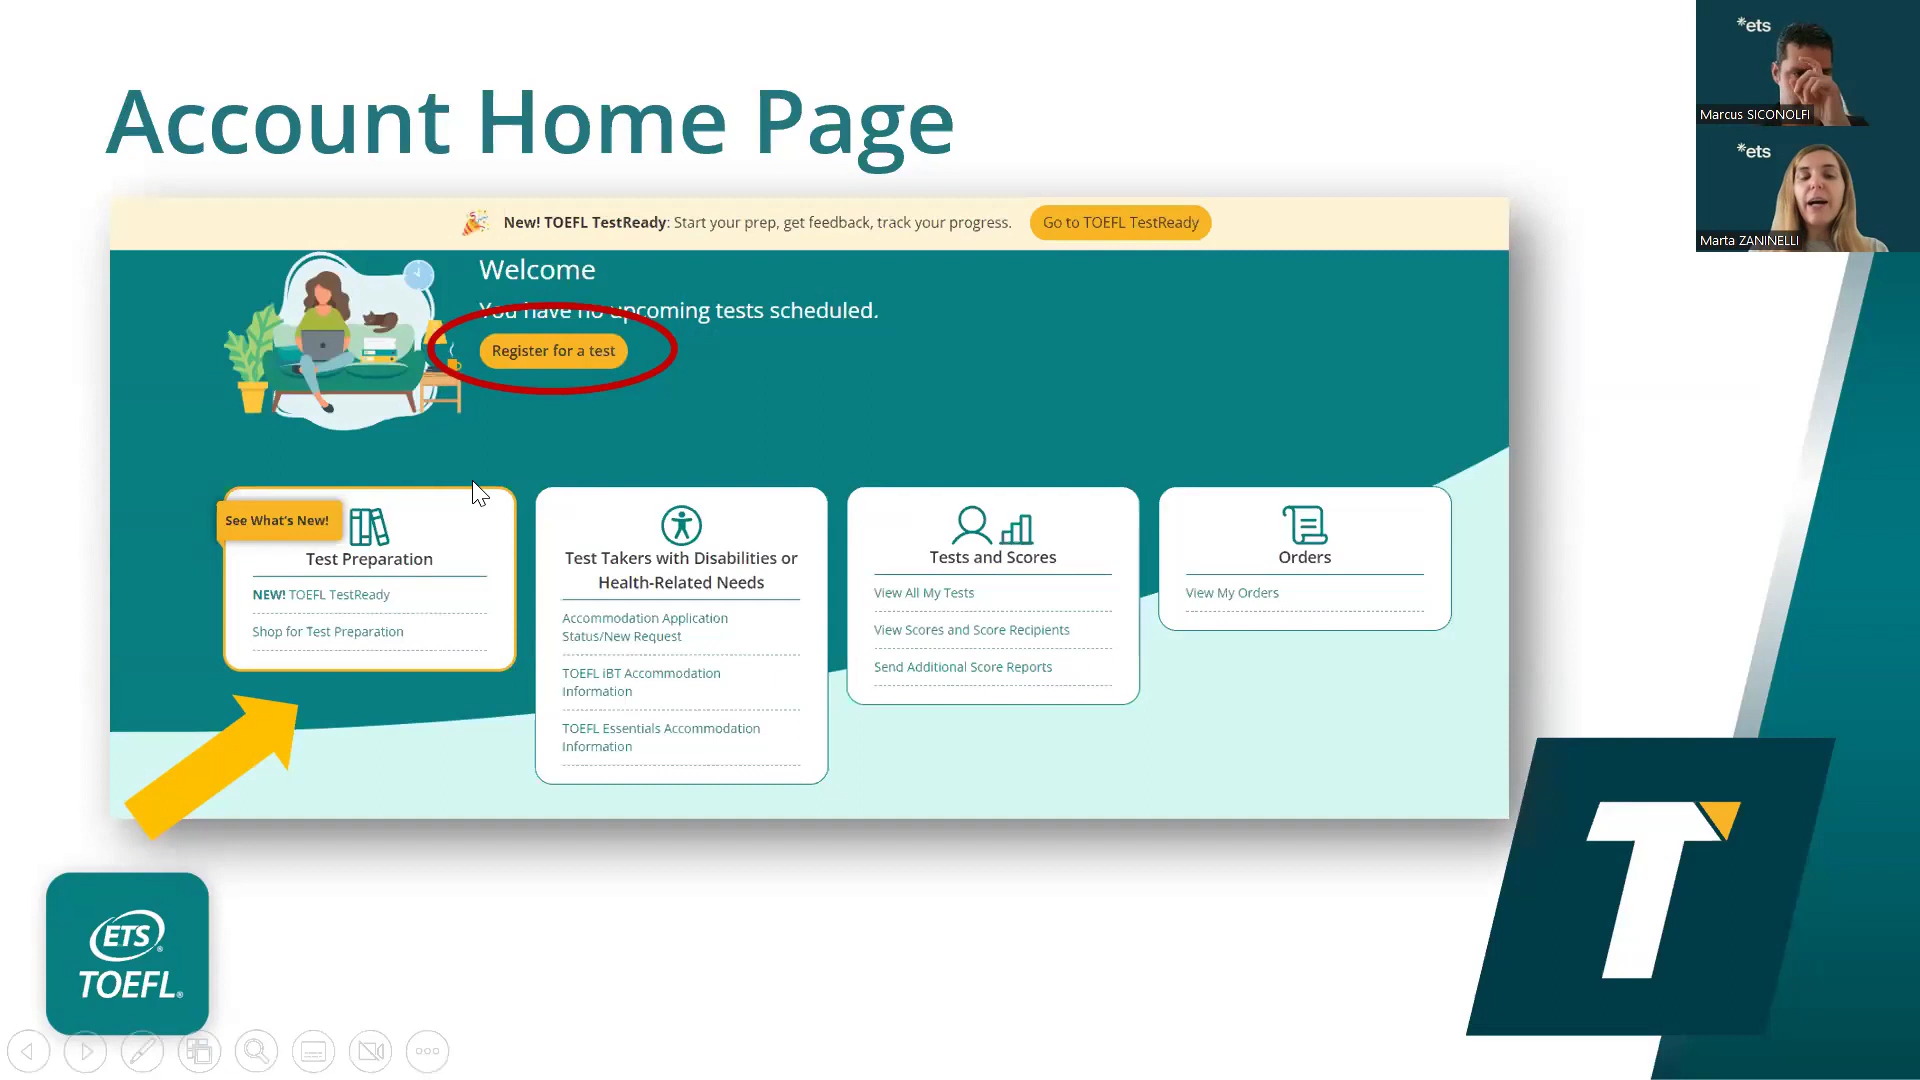 *ets
Marcus SICONOLFI
*ets
Marta ZANINELLI
Account Home Page
New! TOEFL TestReady: Start your prep, get feedback, track your progress.
Go to TOEFL TestReady
Welcome
You have no upcoming tests scheduled.
Register for a test
See What's New!
Test Preparation
NEW! TOEFL TestReady
Shop for Test Preparation
Test Takers with Disabilities or
Health-Related Needs
Accommodation Application
Status/New Request
TOEFL iBT Accommodation
Information
TOEFL Essentials Accommodation
Information
Tests and Scores
View All My Tests
View Scores and Score Recipients
Send Additional Score Reports
Orders
View My Orders
ETS®
TOEFL®
T